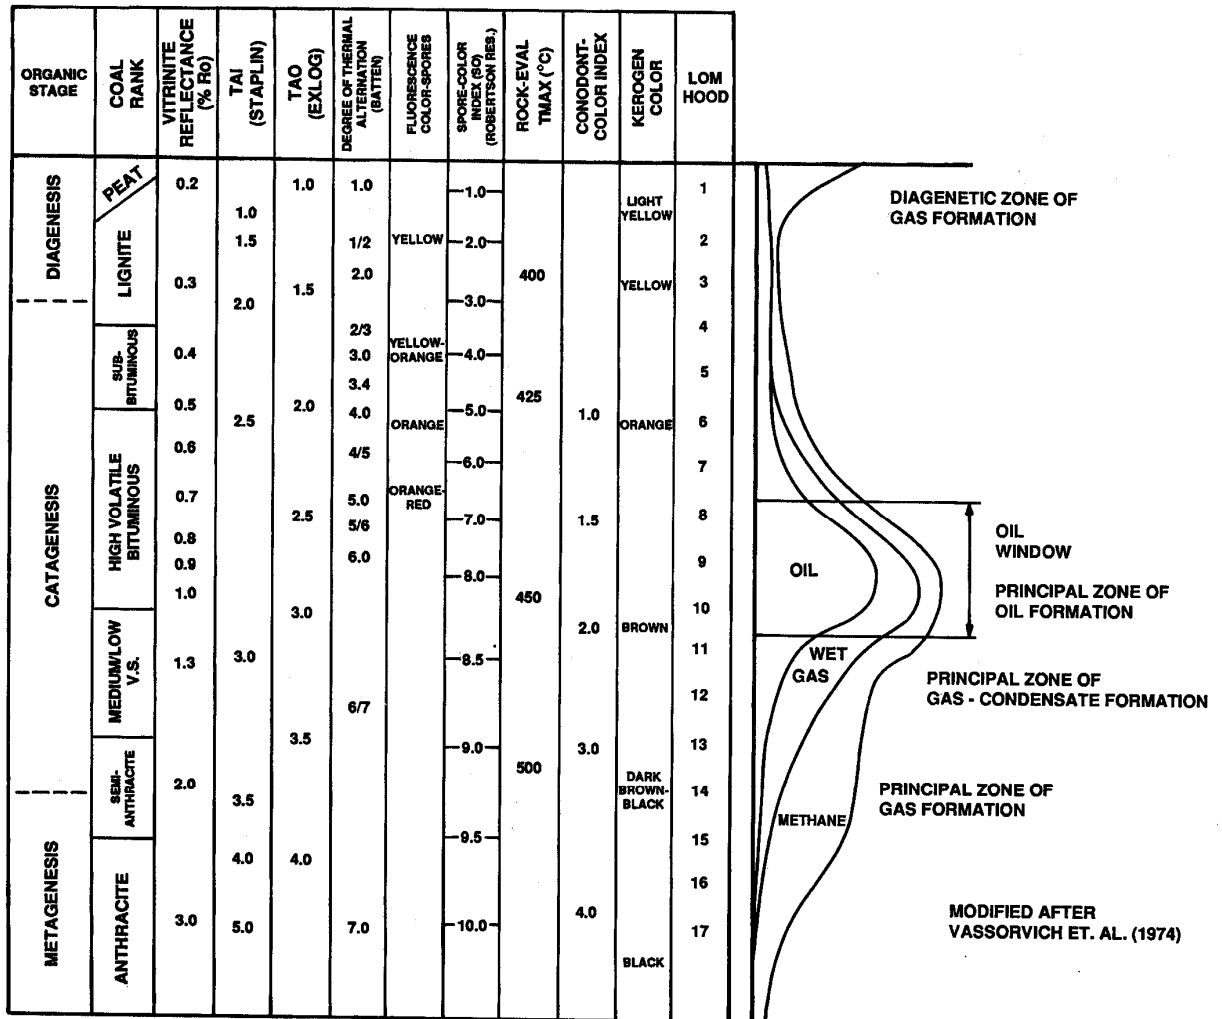 ORGANIC
STAGE
COAL
RANK
VITRINITE
REFLECTANCE
(% Ro)
TAI
(STAPLIN)
TAO
(EXLOG)
DEGREE OF THERMAL
ALTERNATION
(BATTEN)
FLUORESCENCE
COLOR-SPORES
SPORE-COLOR
INDEX (SO)
(ROBERTSON RES.)
ROCK-EVAL
TMAX (°C)
CONODONT-
COLOR INDEX
KEROGEN
COLOR
LOM
HOOD
DIAGENESIS
CATAGENESIS
METAGENESIS
PEAT
LIGNITE
SUB-
BITUMINOUS
HIGH VOLATILE
BITUMINOUS
MEDIUM/LOW
V.S.
SEMI-
ANTHRACITE
ANTHRACITE
0.2
0.3
0.4
0.5
0.6
0.7
0.8
0.9
1.0
1.3
2.0
3.0
1.0
1.5
2.0
2.5
3.0
3.5
4.0
5.0
1.0
1.5
2.0
2.5
3.0
3.5
4.0
1.0
1/2
2.0
2/3
3.0
3.4
4.0
4/5
5.0
5/6
6.0
6/7
7.0
YELLOW
YELLOW-
ORANGE
ORANGE
ORANGE-
RED
1.0
2.0
3.0
4.0
5.0
6.0
7.0
8.0
8.5
9.0
9.5
10.0
400
425
450
500
1.0
1.5
2.0
3.0
4.0
LIGHT
YELLOW
YELLOW
ORANGE
BROWN
DARK
BROWN-
BLACK
BLACK
1
2
3
4
5
6
7
8
9
10
11
12
13
14
15
16
17
DIAGENETIC ZONE OF
GAS FORMATION
OIL
WINDOW
OIL
PRINCIPAL ZONE OF
OIL FORMATION
WET
GAS
PRINCIPAL ZONE OF
GAS - CONDENSATE FORMATION
PRINCIPAL ZONE OF
GAS FORMATION
METHANE
MODIFIED AFTER
VASSORVICH ET. AL. (1974)